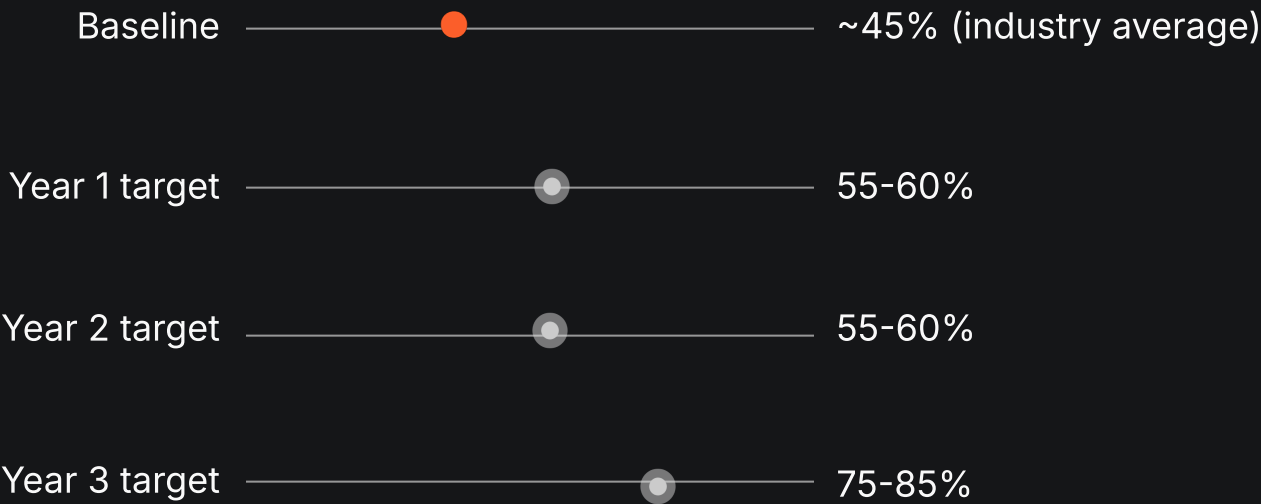 Baseline ~45% (industry average)
Year 1 target 55-60%
Year 2 target 55-60%
Year 3 target 75-85%